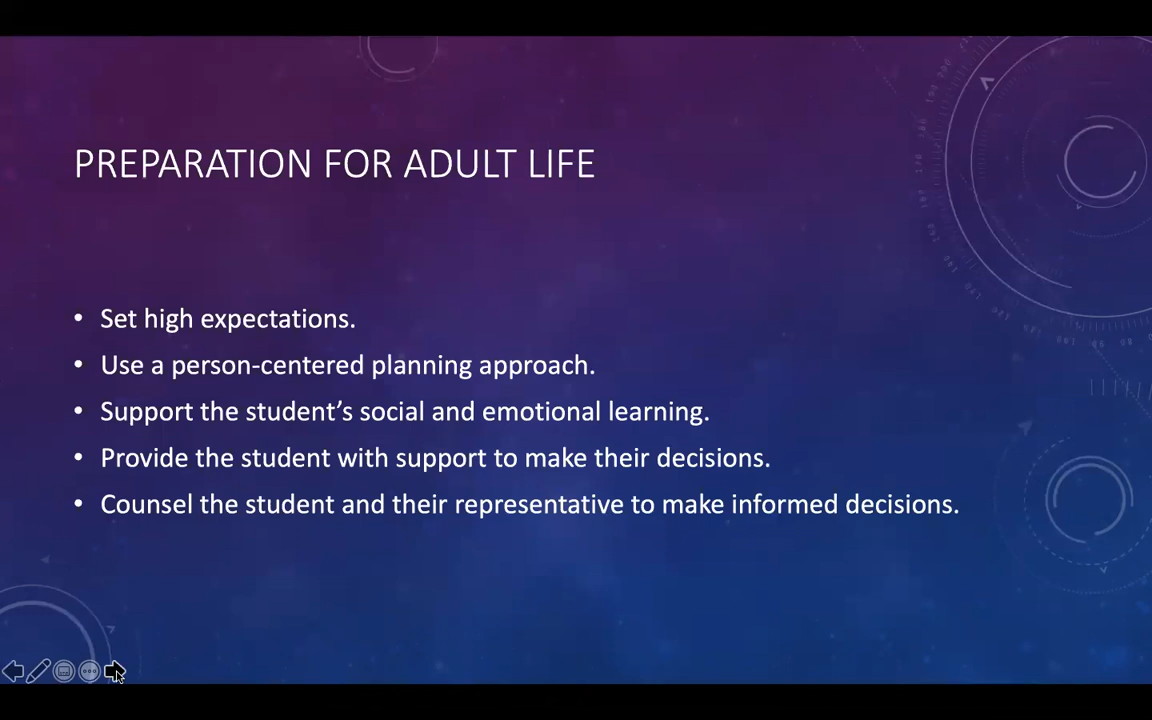 PREPARATION FOR ADULT LIFE
• Set high expectations.
• Use a person-centered planning approach.
• Support the student’s social and emotional learning.
• Provide the student with support to make their decisions.
• Counsel the student and their representative to make informed decisions.